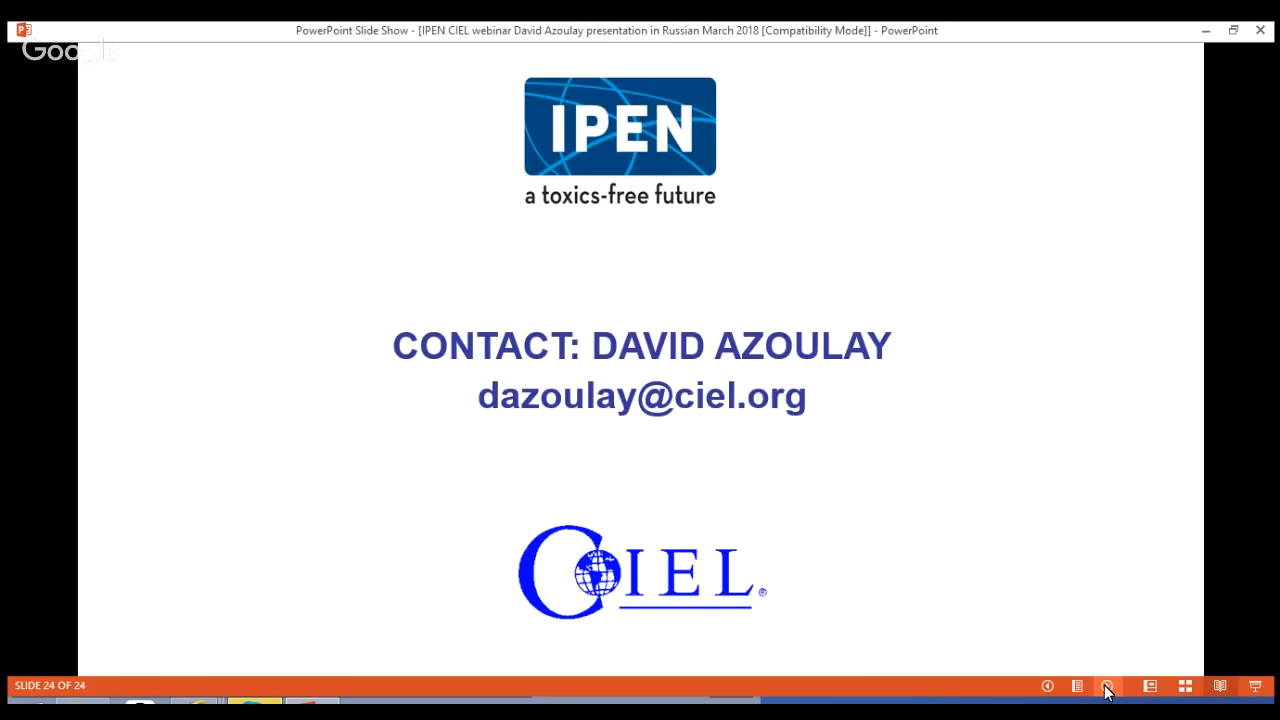 PowerPoint Slide Show - [IPEN CIEL webinar David Azoulay presentation in Russian March 2018 [Compatibility Mode]] - PowerPoint
Google
IPEN
a toxics-free future
CONTACT: DAVID AZOULAY
dazoulay@ciel.org
CIEL®
SLIDE 24 OF 24